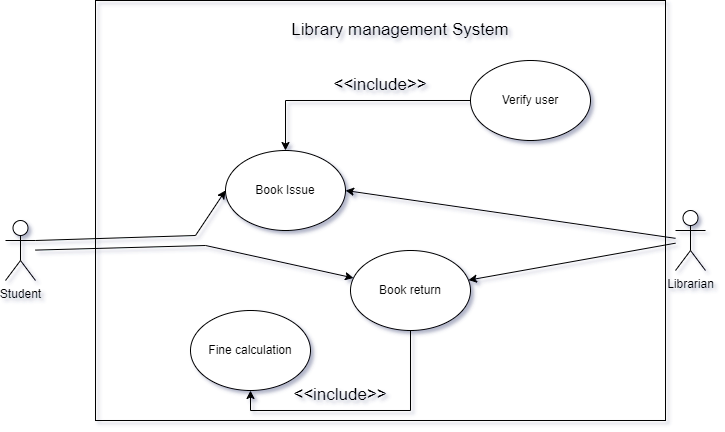 Library management System
<<include>>
Verify user
Book Issue
Student
Librarian
Book return
Fine calculation
<<include>>